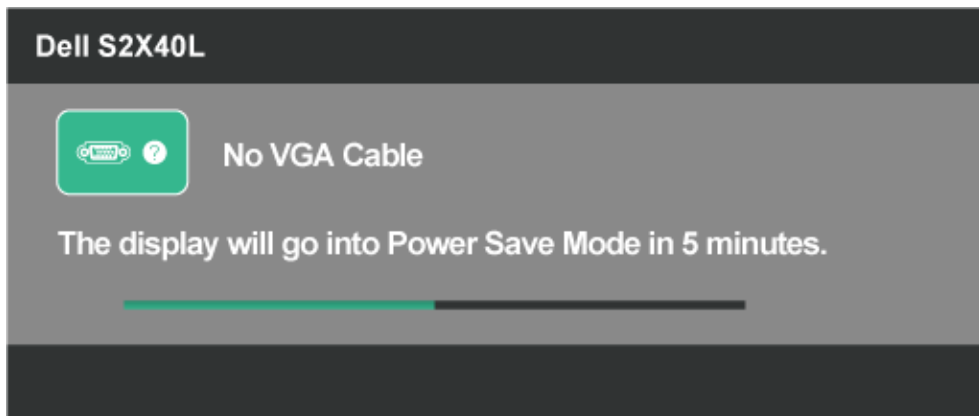 Dell S2X40L
?
No VGA Cable
The display will go into Power Save Mode in 5 minutes.